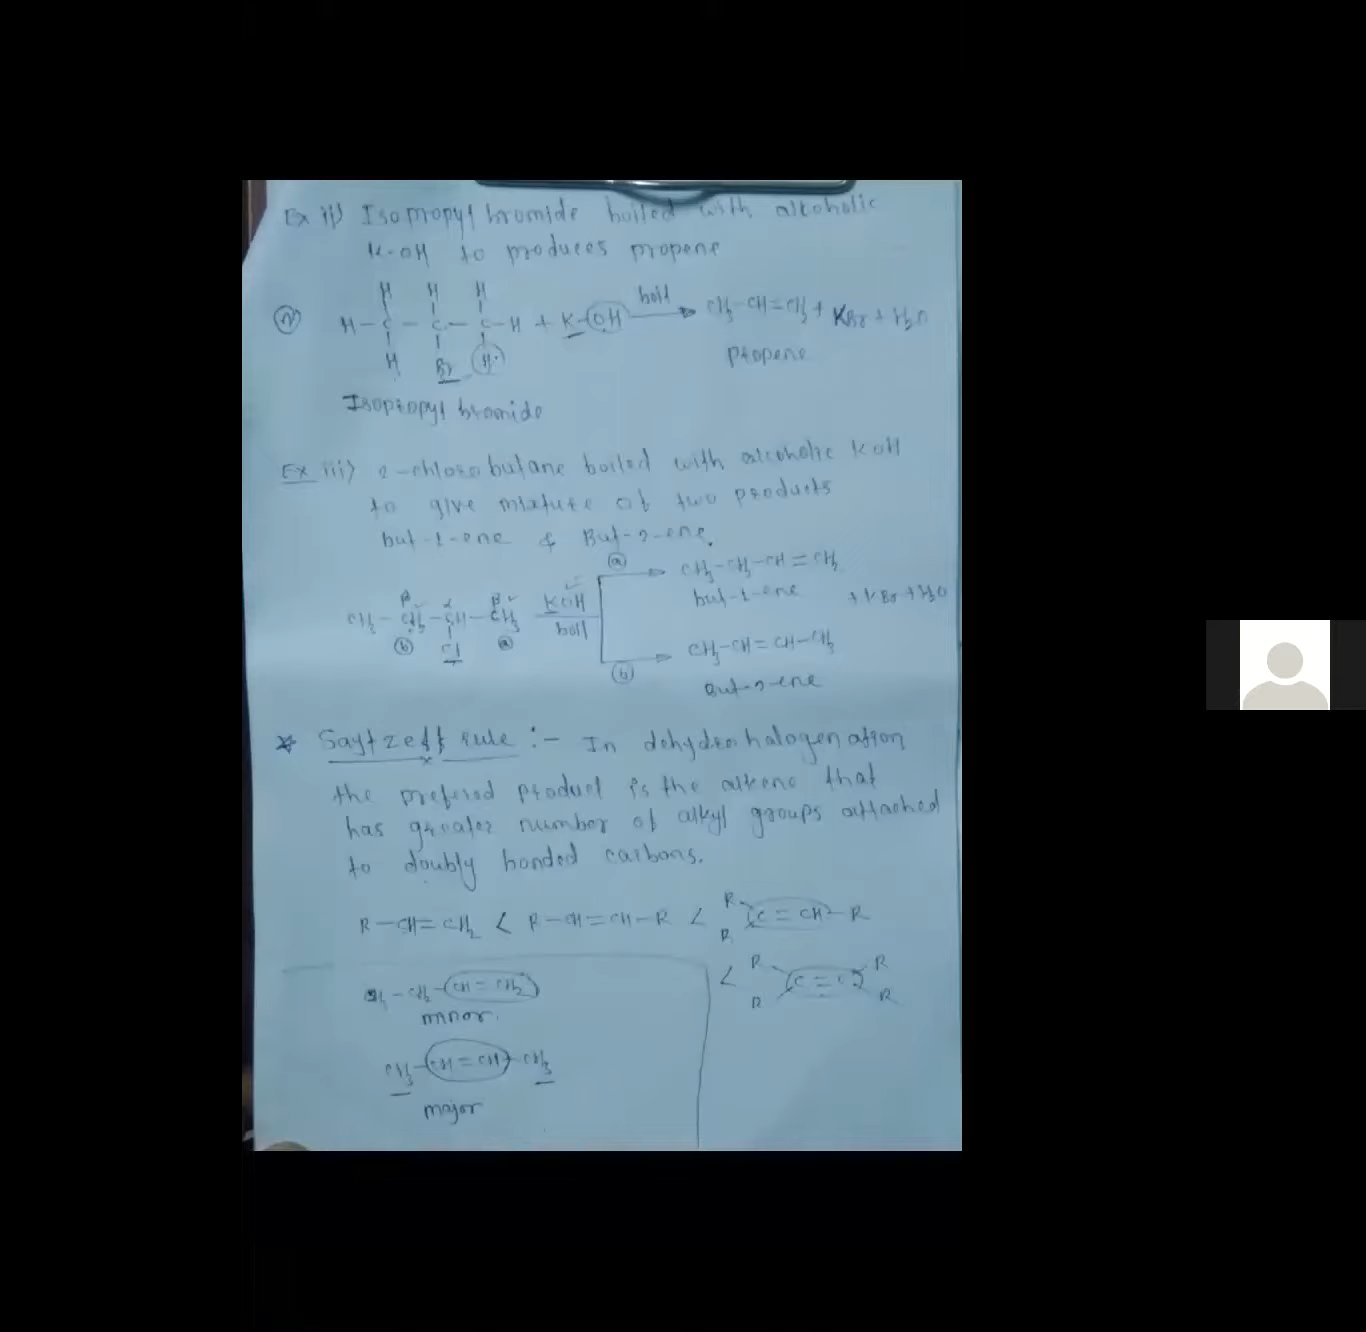 Ex ii) Isopropyl bromide boiled with alcoholic
K-OH to produces propene
H H H
H-C-C-C-H + K-OH boil → CH3-CH=CH2 + KBr + H2O
H Br H
propene
Isopropyl bromide
Ex iii) 2-chlorobutane boiled with alcoholic KOH
to give mixture of two products
but-1-ene & But-2-ene.
(a) CH3-CH2-CH=CH2
but-1-ene + KBr + H2O
β α β
CH3-CH2-CH-CH3 KOH
boil
(b) Cl (a)
CH3-CH=CH-CH3
(b)
But-2-ene
* Saytzeff rule :- In dehydrohalogenation
the prefered product is the alkene that
has greater number of alkyl groups attached
to doubly bonded carbons.
R-CH=CH2 < R-CH=CH-R < R R C=CH-R
< R R C=C R R
CH3-CH2-CH=CH2
minor.
CH3-CH=CH-CH3
major